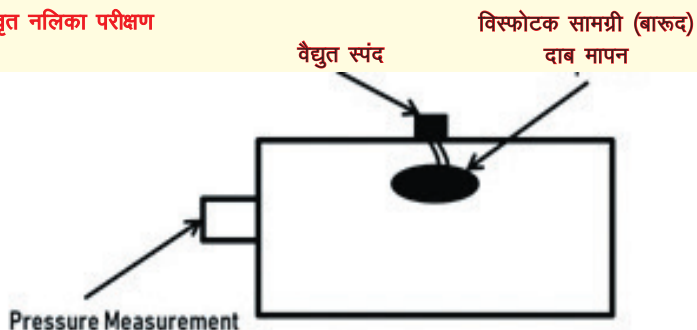 नलिका परीक्षण
वैद्युत स्पंद
विस्फोटक सामग्री (बारूद)
दाब मापन
Pressure Measurement